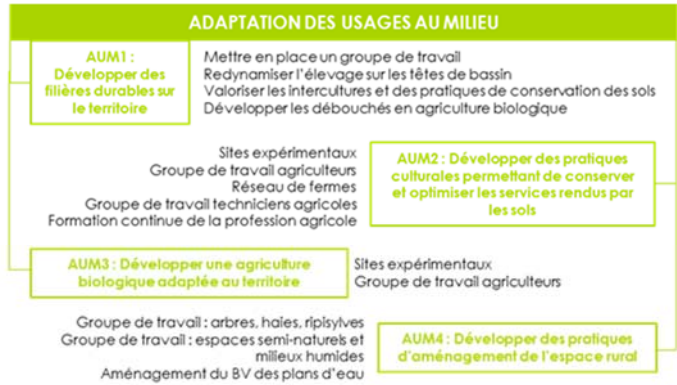 ADAPTATION DES USAGES AU MILIEU
AUM1 :
Développer des
filières durables sur
le territoire
Mettre en place un groupe de travail
Redynamiser l'élevage sur les têtes de bassin
Valoriser les intercultures et des pratiques de conservation des sols
Développer les débouchés en agriculture biologique
Sites expérimentaux
Groupe de travail agriculteurs
Réseau de fermes
Groupe de travail techniciens agricoles
Formation continue de la profession agricole
AUM2 : Développer des pratiques
culturales permettant de conserver
et optimiser les services rendus par
les sols
AUM3 : Développer une agriculture
biologique adaptée au territoire
Sites expérimentaux
Groupe de travail agriculteurs
Groupe de travail : arbres, haies, ripisylves
Groupe de travail : espaces semi-naturels et
milieux humides
Aménagement du BV des plans d'eau
AUM4 : Développer des pratiques
d'aménagement de l'espace rural